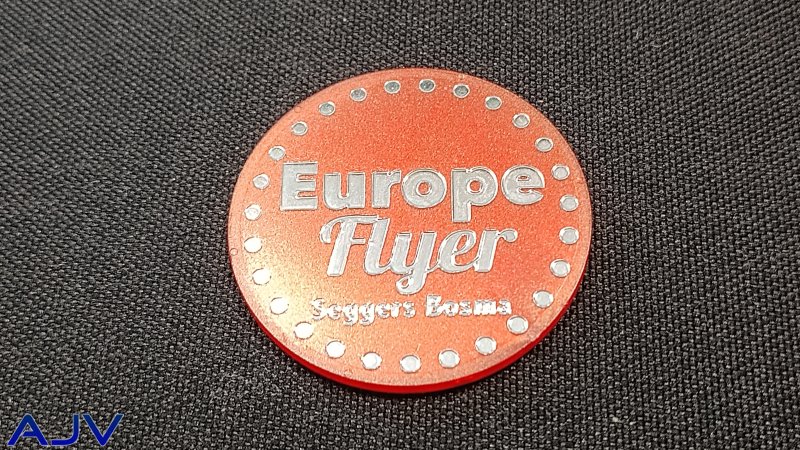 Europe
Flyer
Seggers Bosma
AJV